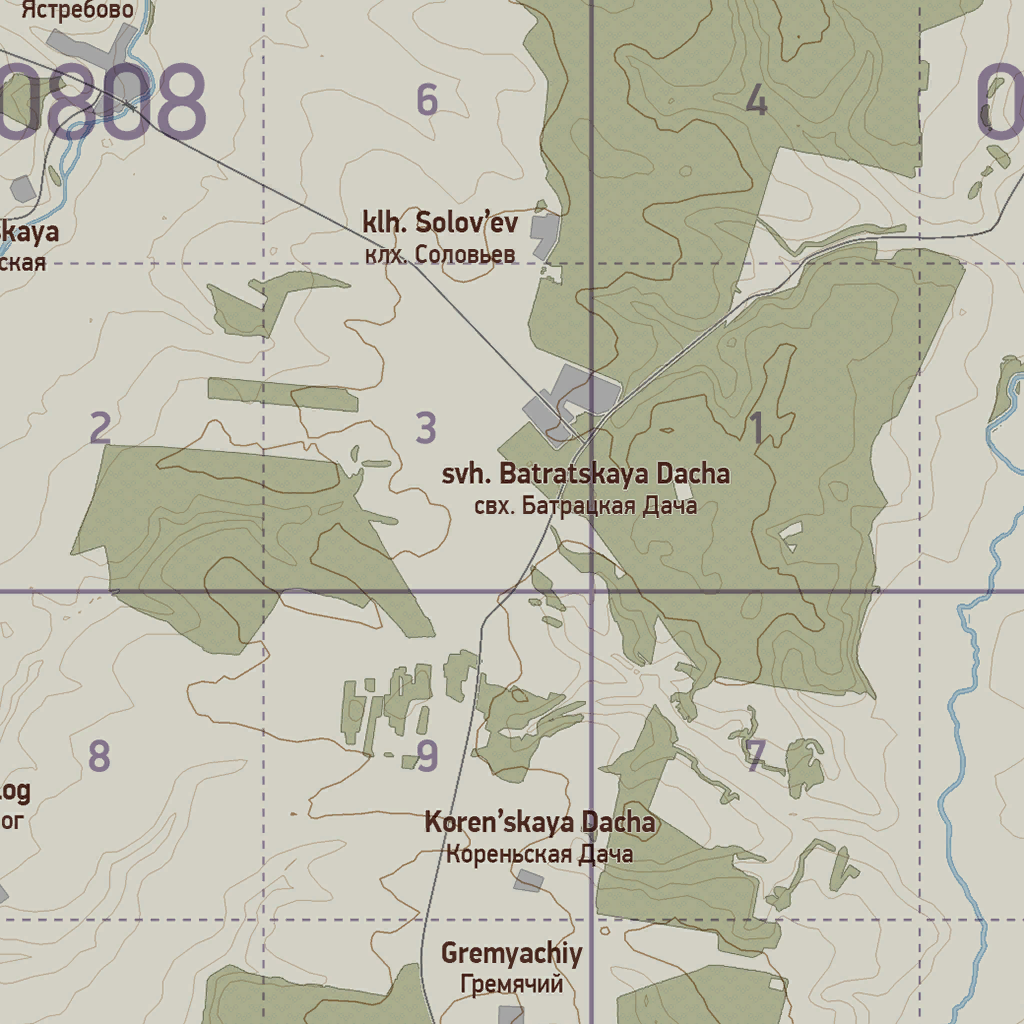 Ястребово
0808
0
6
4
klh. Solov’ev
клх. Соловьев
skaya
ская
2
3
1
svh. Batratskaya Dacha
свх. Батрацкая Дача
8
9
7
Log
ог
Koren’skaya Dacha
Кореньская Дача
Gremyachiy
Гремячий